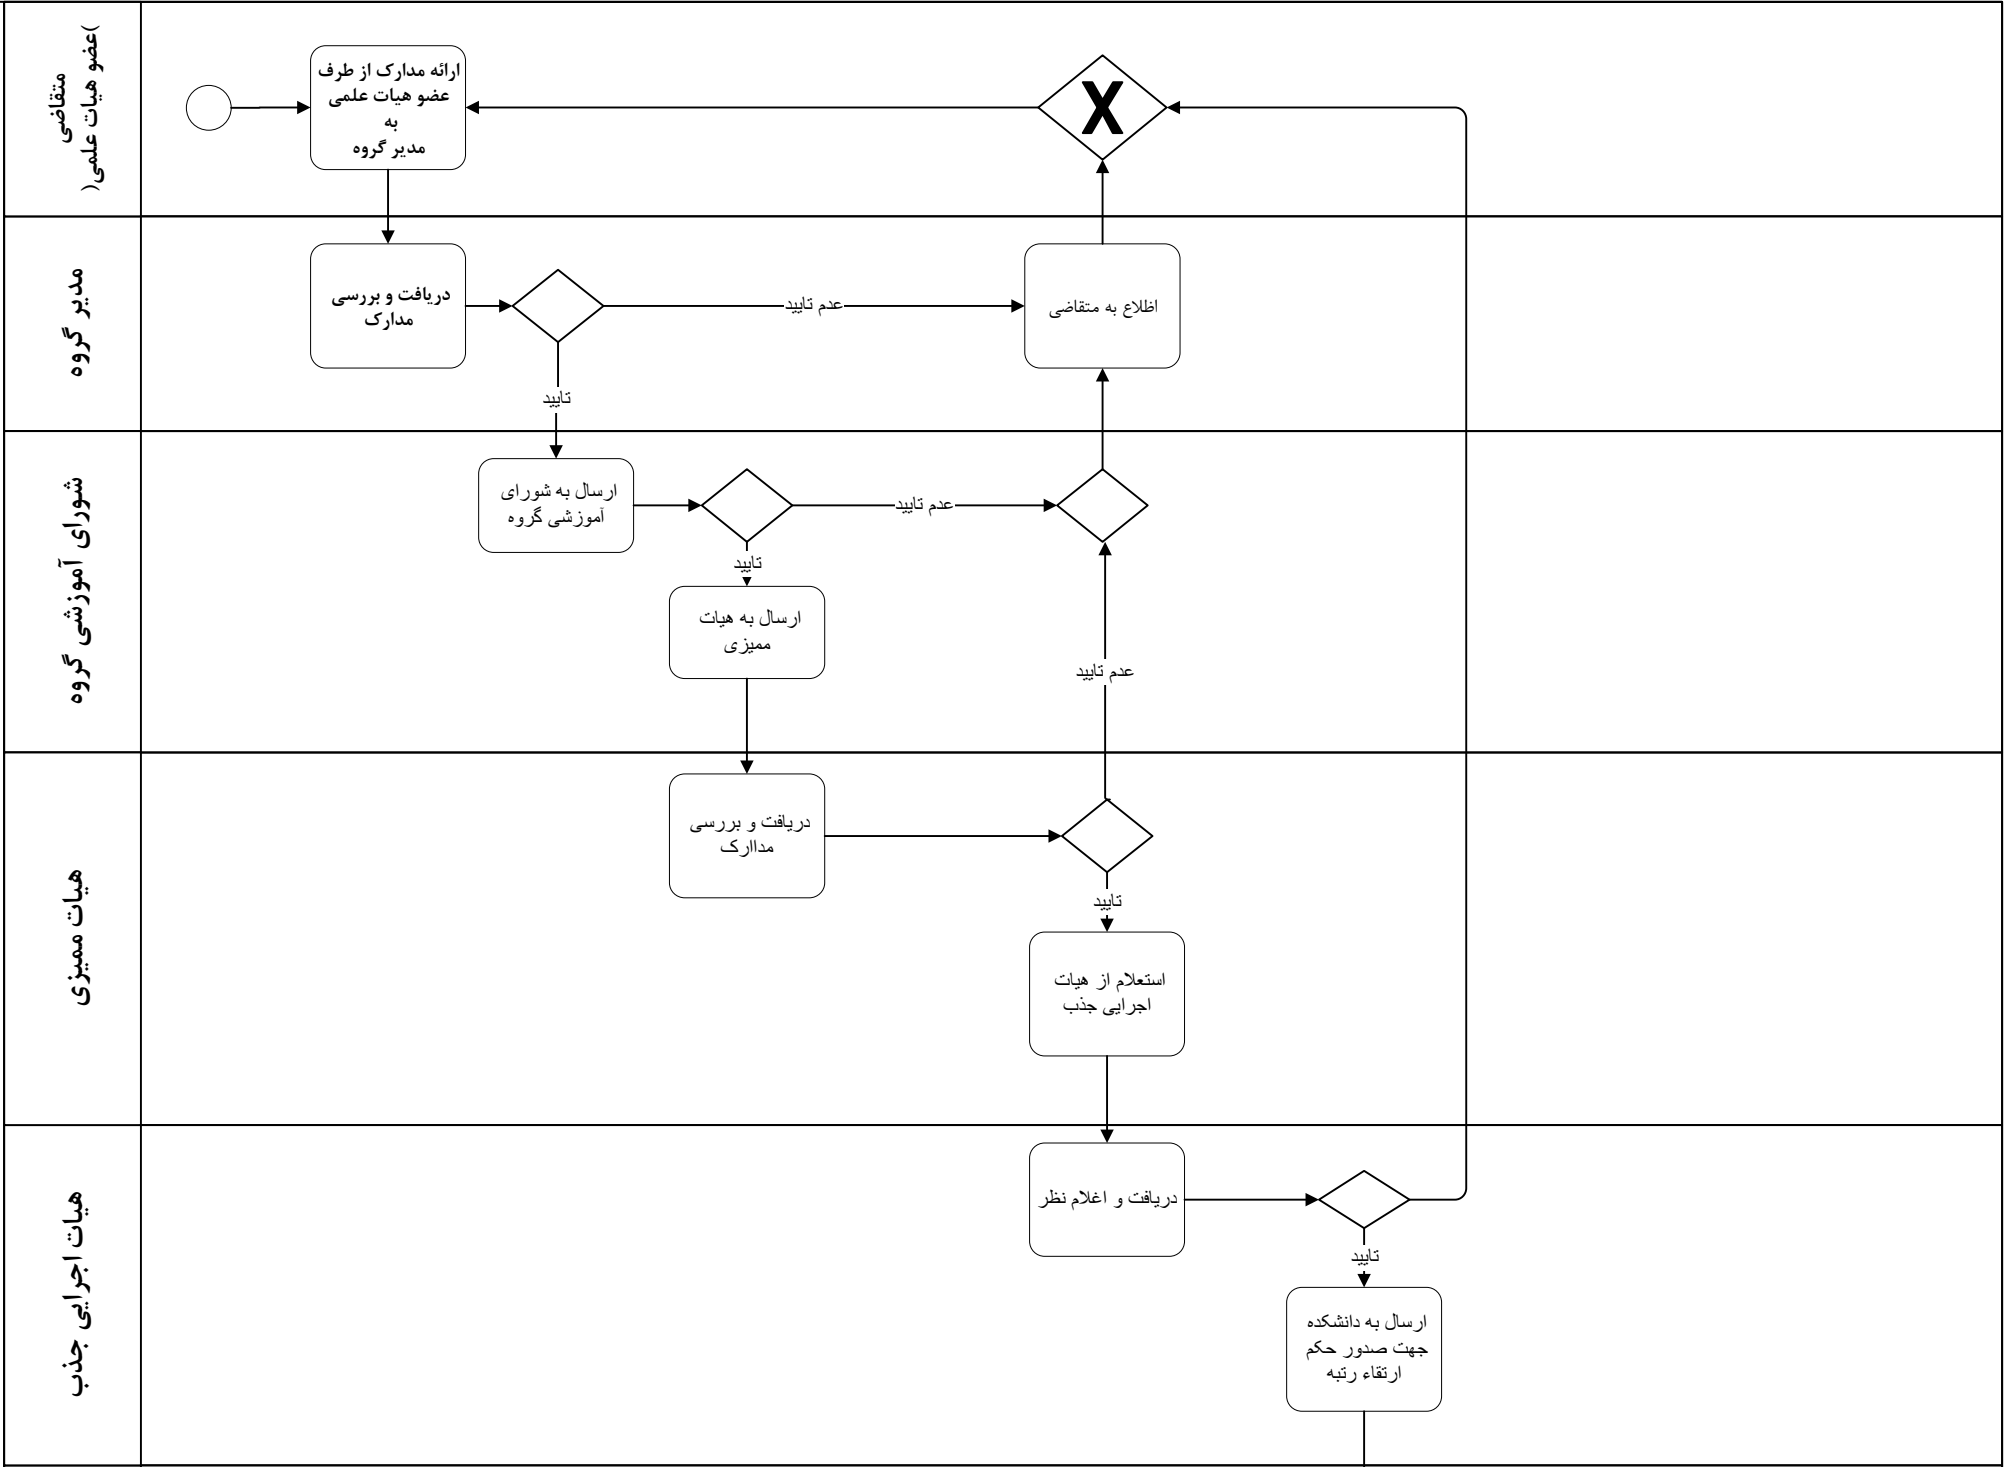 متقاضی
)عضو هیات علمی(
ارائه مدارک از طرف
عضو هیات علمی
به
مدیر گروه
X
مدیر گروه
دریافت و بررسی
مدارک
عدم تایید
اظلاع به متقاضی
تایید
شورای آموزشی گروه
ارسال به شورای
آموزشی گروه
عدم تایید
تایید
ارسال به هیات
ممیزی
عدم تایید
هیات ممیزی
دریافت و بررسی
مداارک
تایید
استعلام از هیات
اجرایی جذب
هیات اجرایی جذب
دریافت و اغلام نظر
تایید
ارسال به دانشکده
جهت صدور حکم
ارتقاء رتبه